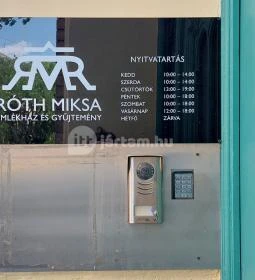 RMR
RÓTH MIKSA
MLÉKHÁZ ÉS GYŰJTEMÉNY
NYITVATARTÁS
KEDD 10:00 – 14:00
SZERDA 10:00 – 14:00
CSÜTÖRTÖK 12:00 – 19:00
PÉNTEK 10:00 – 18:00
SZOMBAT 10:00 – 18:00
VASÁRNAP 12:00 – 18:00
HÉTFŐ ZÁRVA
itt jártam.hu